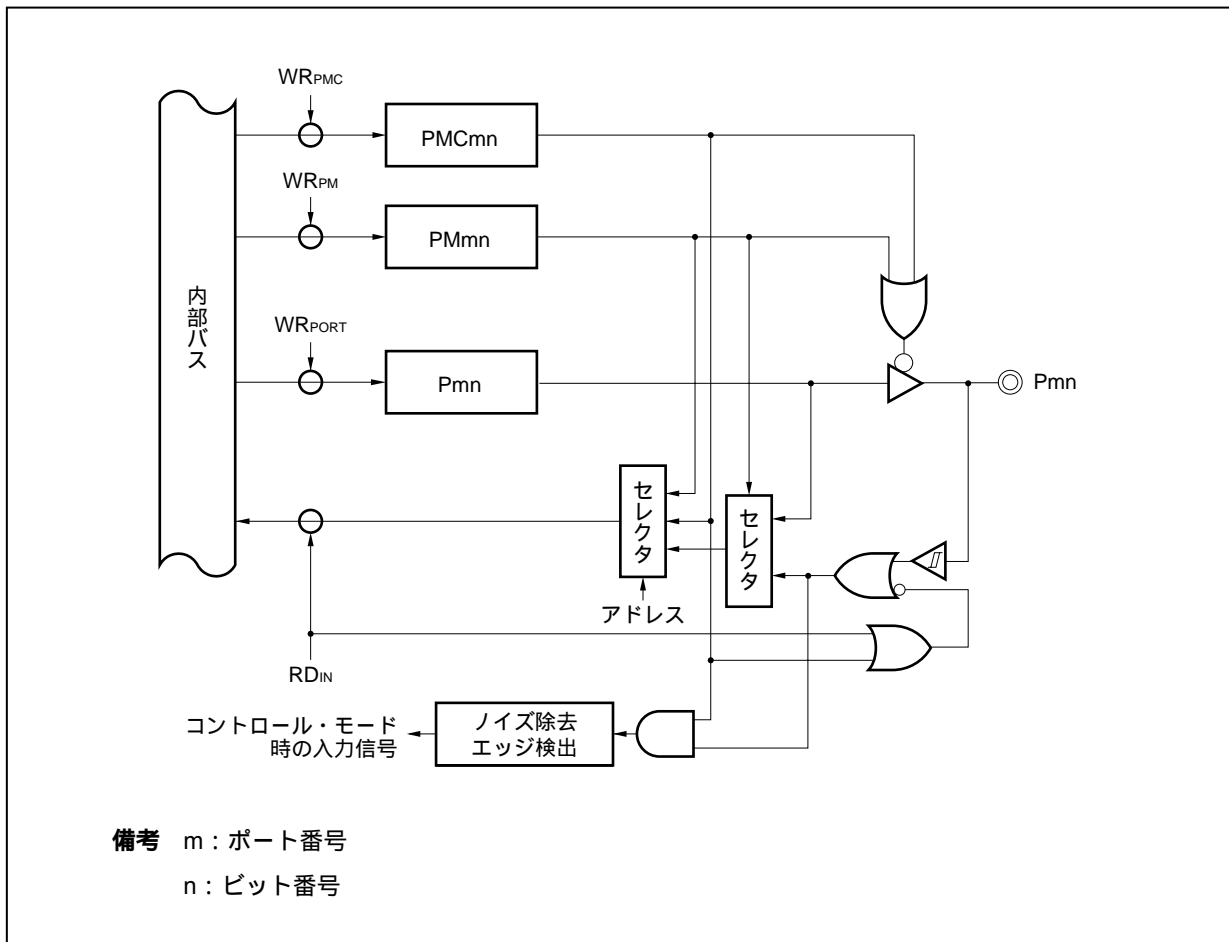 WRPMC
PMCmn
WRPM
PMmn
内部バス
WRPORT
Pmn
Pmn
セレクタ
セレクタ
アドレス
RDIN
コントロール・モード
時の入力信号
ノイズ除去
エッジ検出
備考 m:ポート番号
n:ビット番号